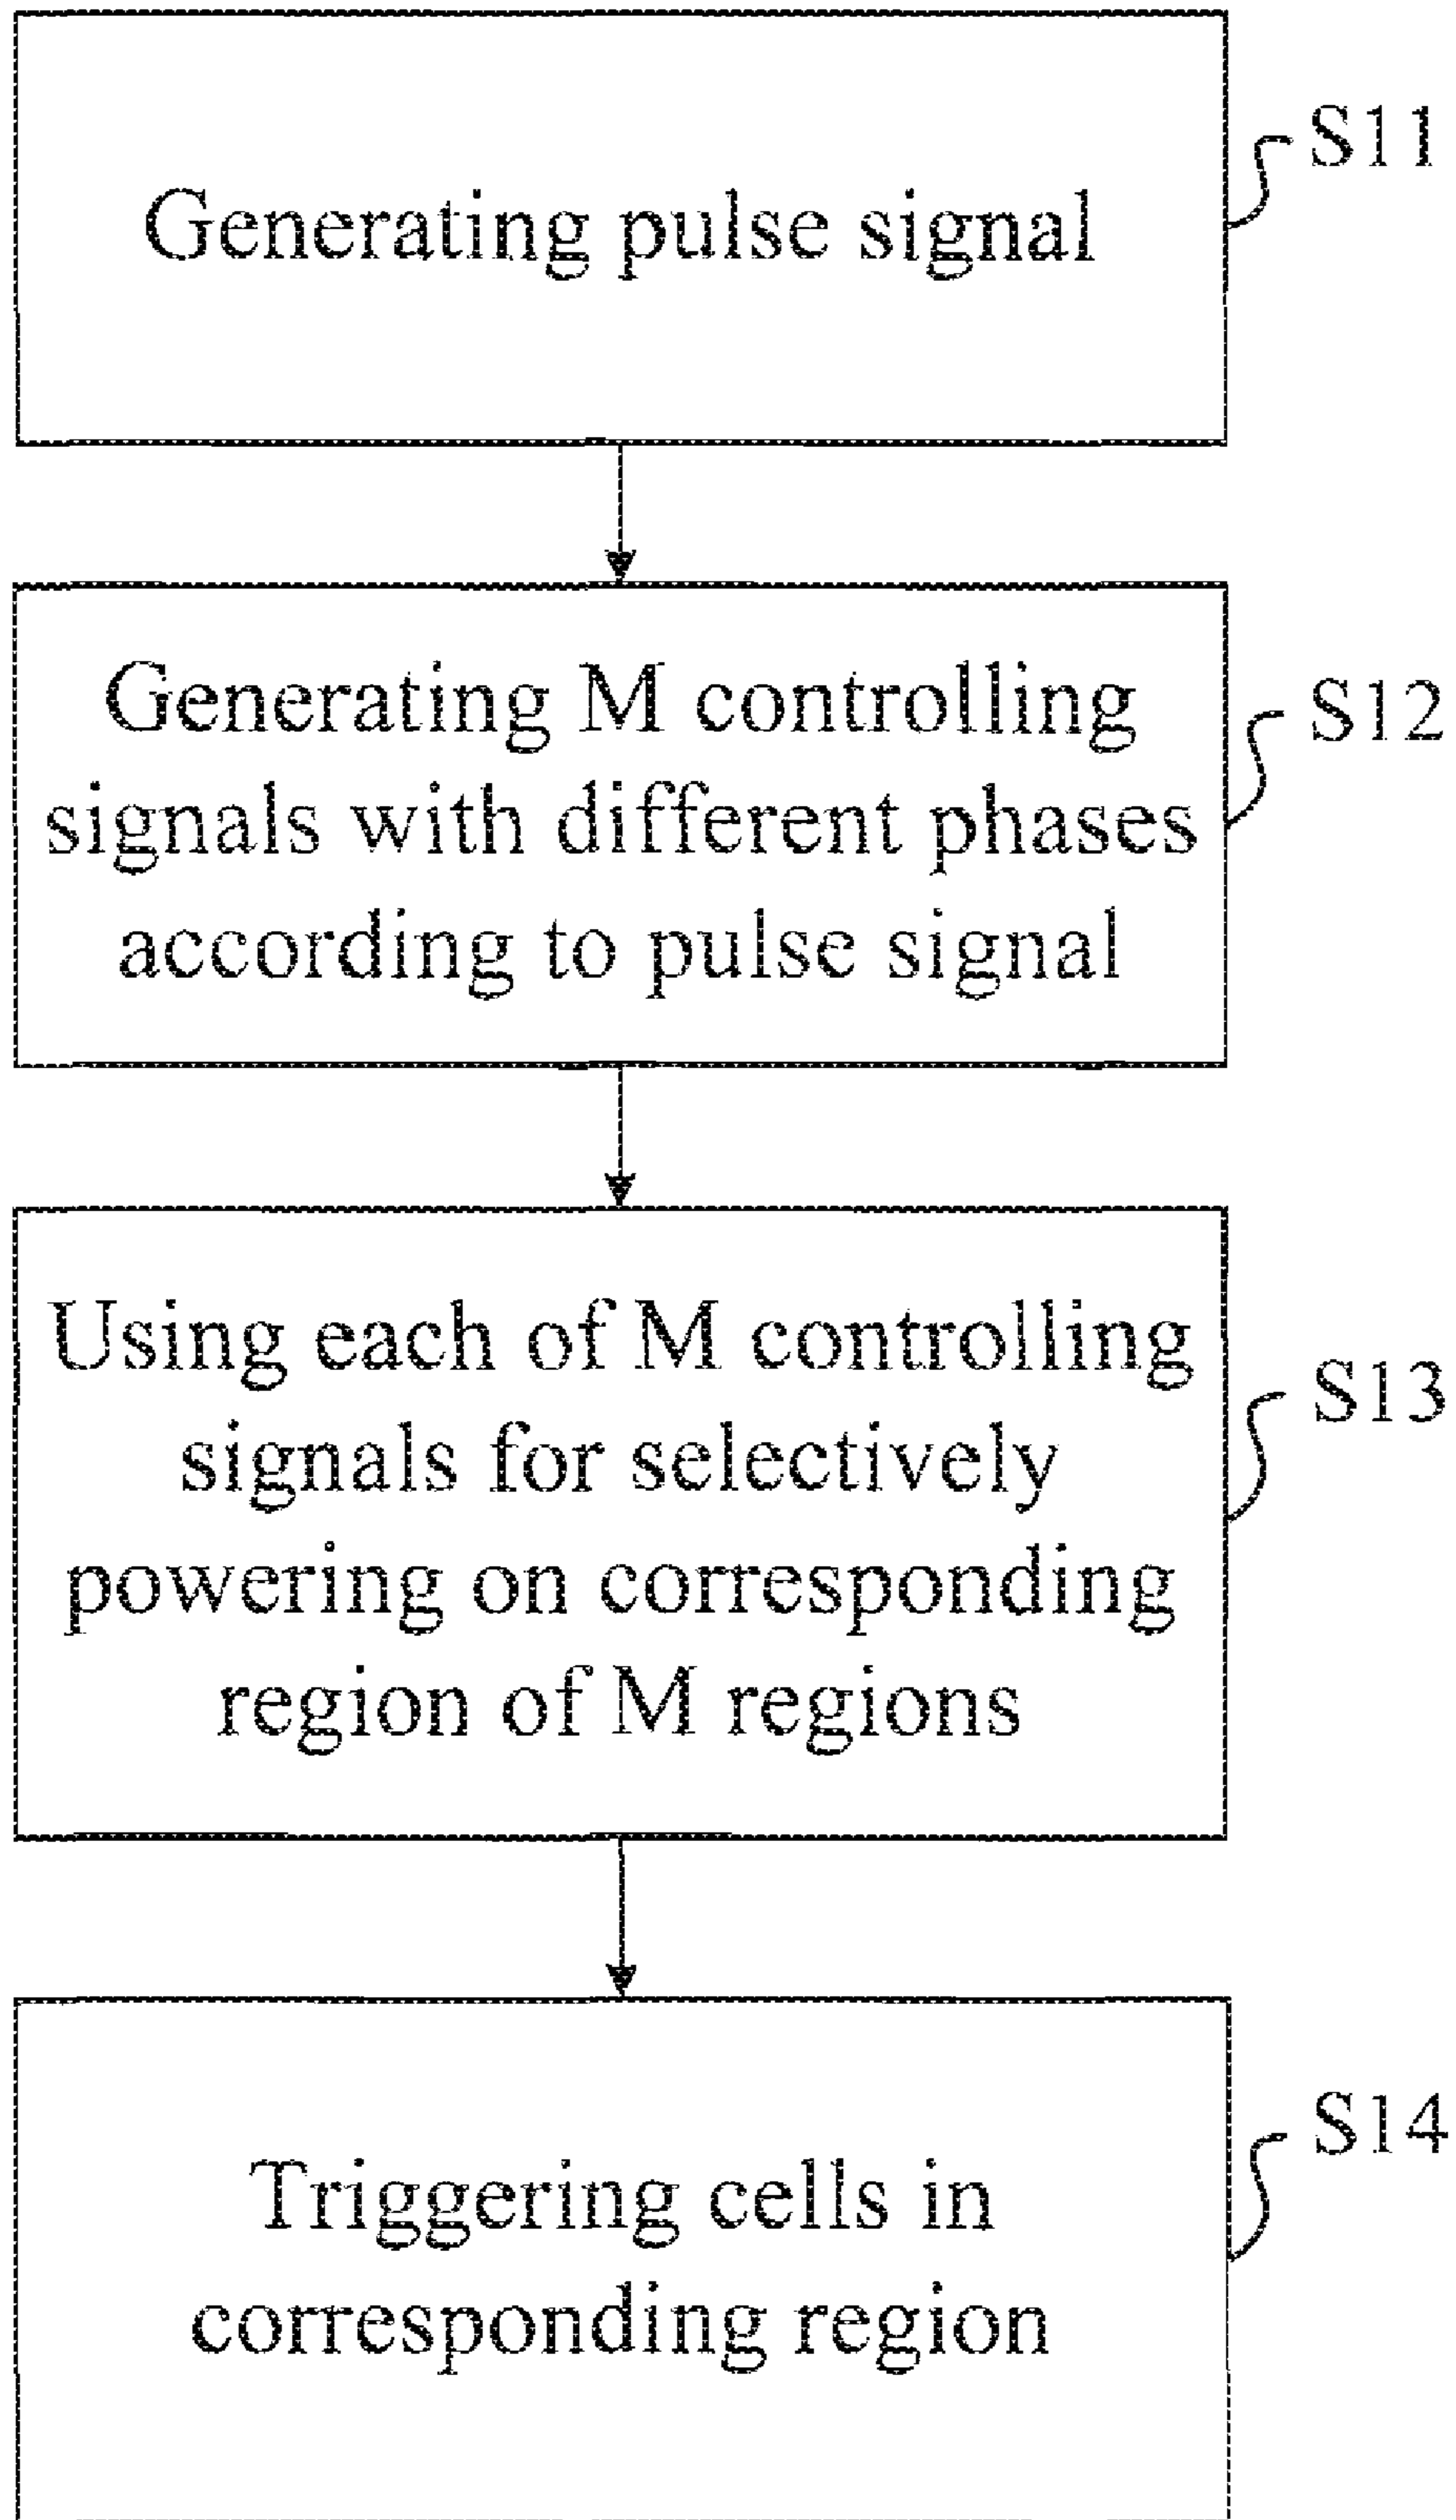 Generating pulse signal
S11
Generating M controlling
signals with different phases
according to pulse signal
S12
Using each of M controlling
signals for selectively
powering on corresponding
region of M regions
S13
Triggering cells in
corresponding region
S14